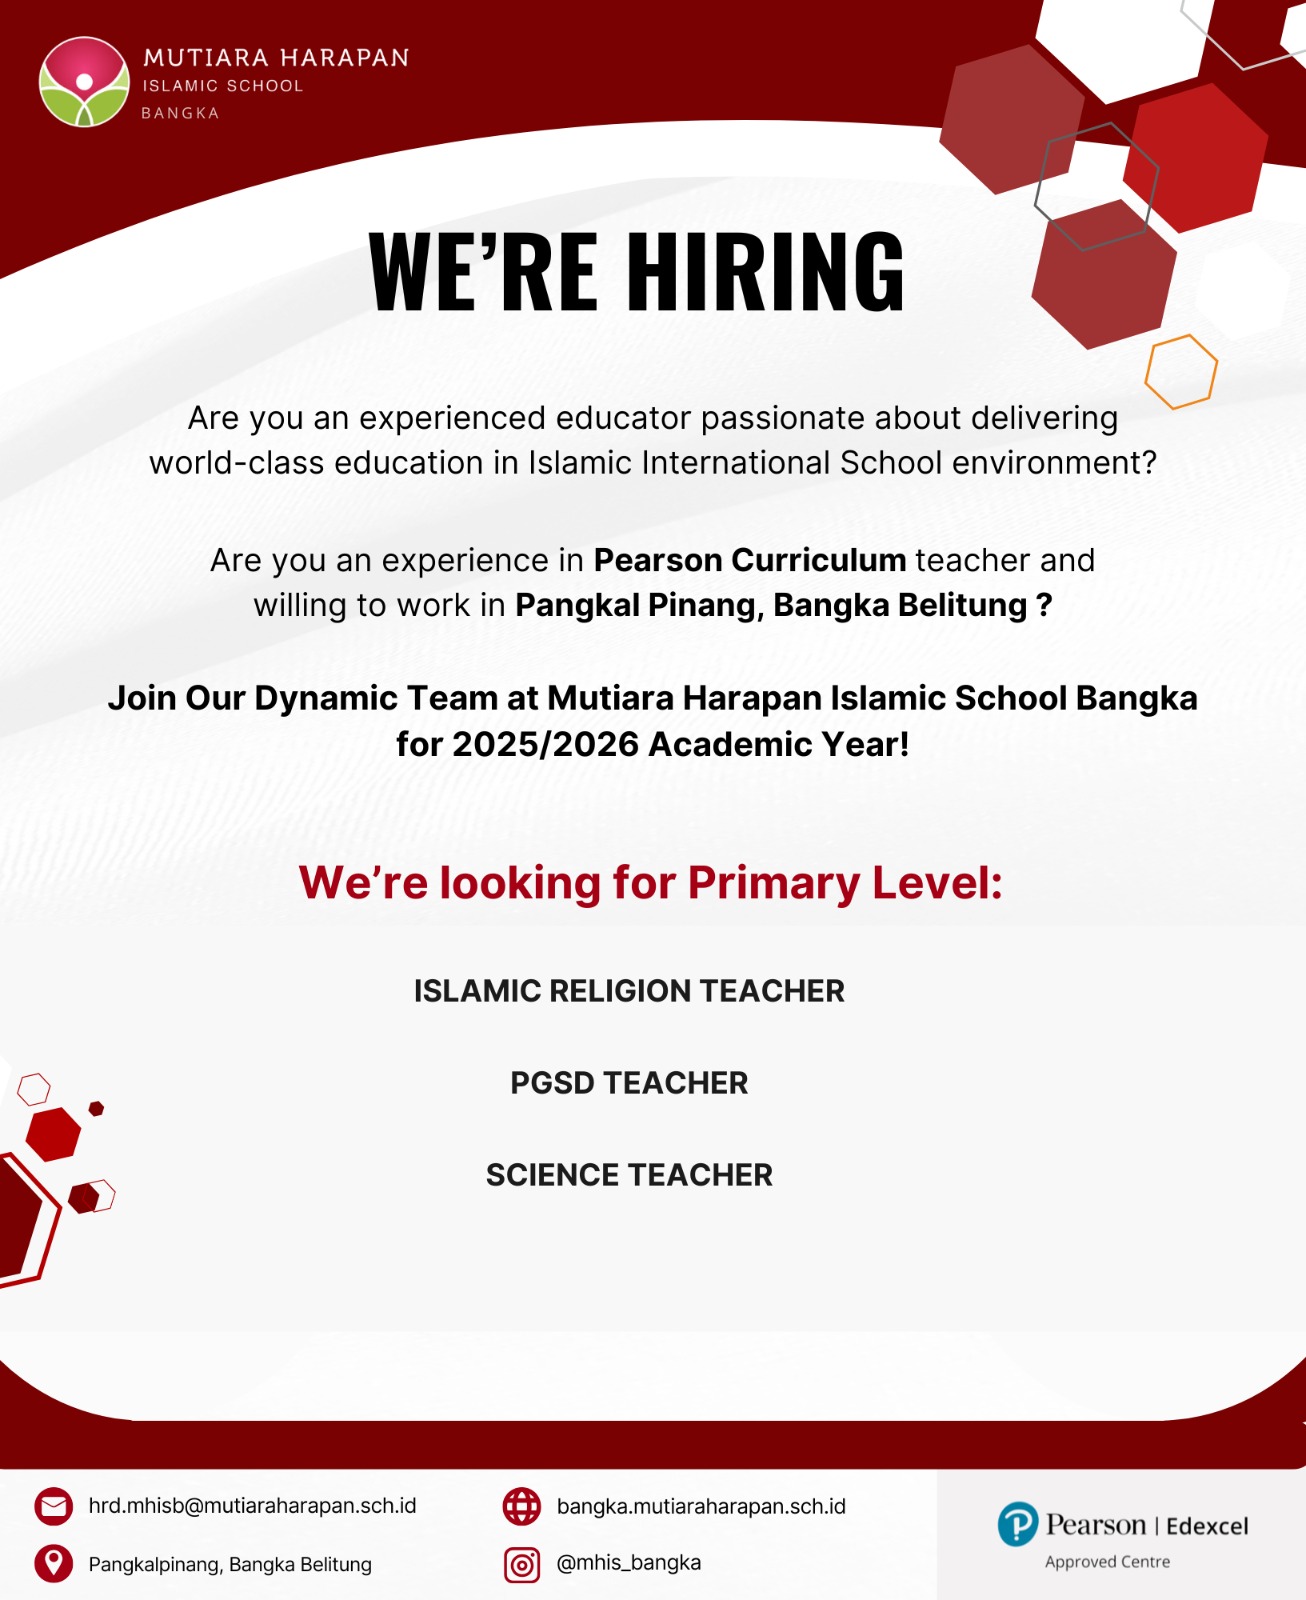 MUTIARA HARAPAN
ISLAMIC SCHOOL
BANGKA
WE’RE HIRING
Are you an experienced educator passionate about delivering
world-class education in Islamic International School environment?
Are you an experience in Pearson Curriculum teacher and
willing to work in Pangkal Pinang, Bangka Belitung ?
Join Our Dynamic Team at Mutiara Harapan Islamic School Bangka
for 2025/2026 Academic Year!
We’re looking for Primary Level:
ISLAMIC RELIGION TEACHER
PGSD TEACHER
SCIENCE TEACHER
hrd.mhisb@mutiaraharapan.sch.id
Pangkalpinang, Bangka Belitung
bangka.mutiaraharapan.sch.id
@mhis_bangka
Pearson | Edexcel
Approved Centre